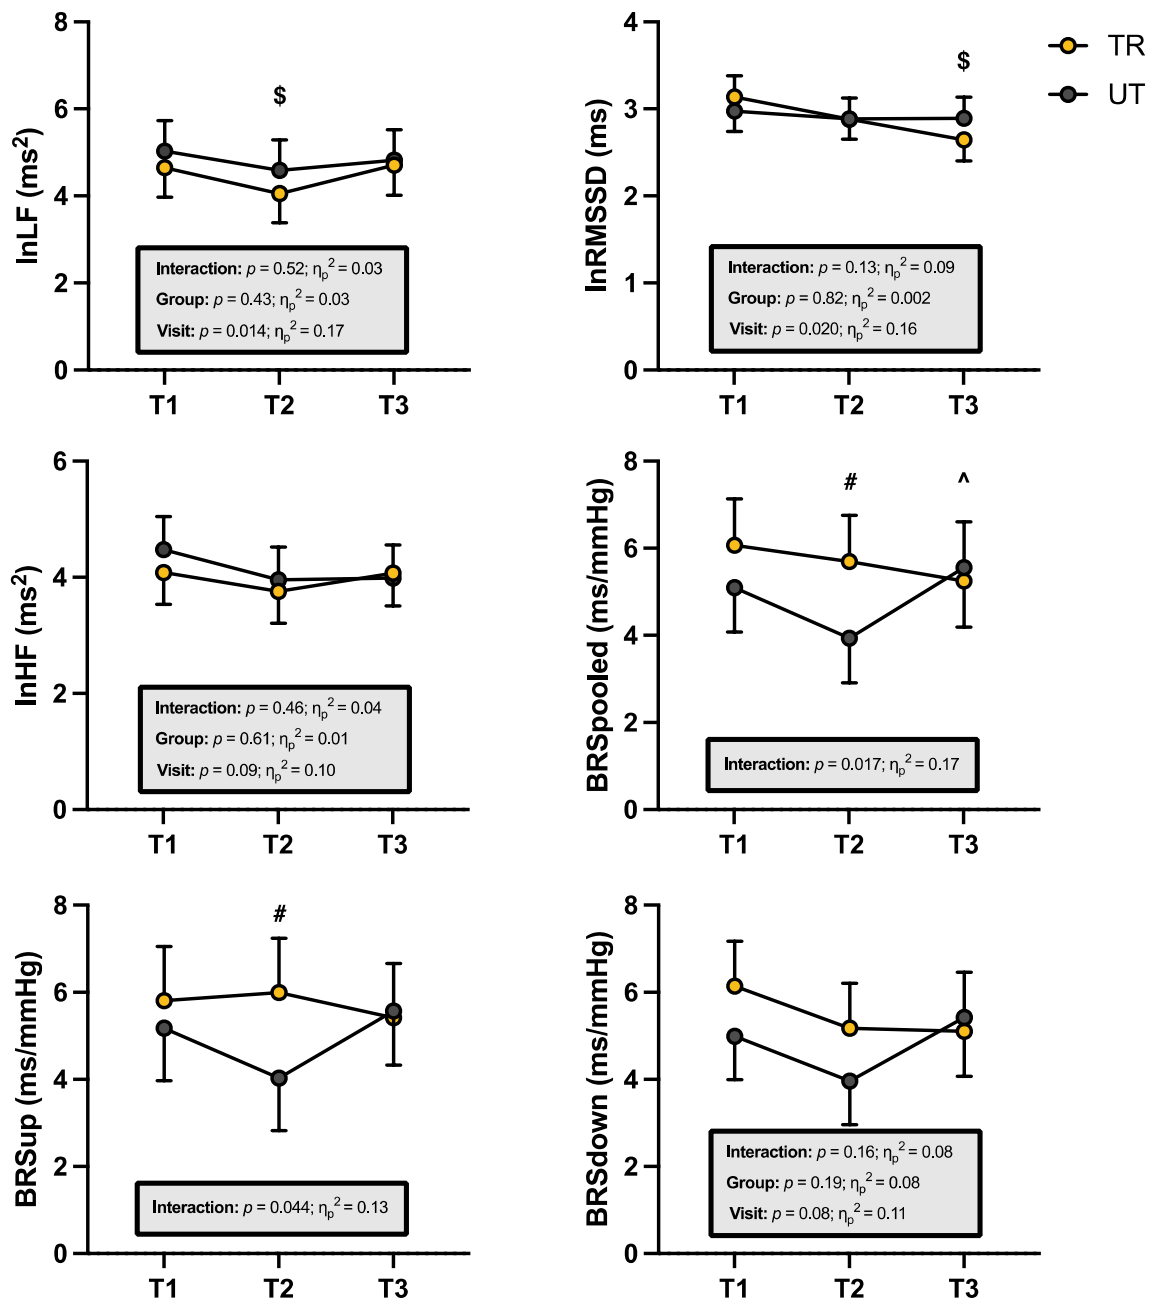 TR
UT
lnLF (ms²)
8
6
4
2
0
$
Interaction: p = 0.52; ηp² = 0.03
Group: p = 0.43; ηp² = 0.03
Visit: p = 0.014; ηp² = 0.17
T1 T2 T3
lnRMSSD (ms)
4
3
2
1
0
$
Interaction: p = 0.13; ηp² = 0.09
Group: p = 0.82; ηp² = 0.002
Visit: p = 0.020; ηp² = 0.16
T1 T2 T3
lnHF (ms²)
6
4
2
0
Interaction: p = 0.46; ηp² = 0.04
Group: p = 0.61; ηp² = 0.01
Visit: p = 0.09; ηp² = 0.10
T1 T2 T3
BRSpooled (ms/mmHg)
8
6
4
2
0
# ^
Interaction: p = 0.017; ηp² = 0.17
T1 T2 T3
BRSup (ms/mmHg)
8
6
4
2
0
#
Interaction: p = 0.044; ηp² = 0.13
T1 T2 T3
BRSdown (ms/mmHg)
8
6
4
2
0
Interaction: p = 0.16; ηp² = 0.08
Group: p = 0.19; ηp² = 0.08
Visit: p = 0.08; ηp² = 0.11
T1 T2 T3